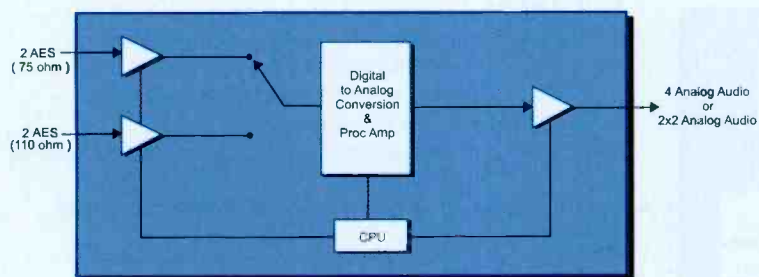 2 AES
( 75 ohm )
2 AES
(110 ohm )
Digital
to Analog
Conversion
&
Proc Amp
CPU
4 Analog Audio
or
2x2 Analog Audio